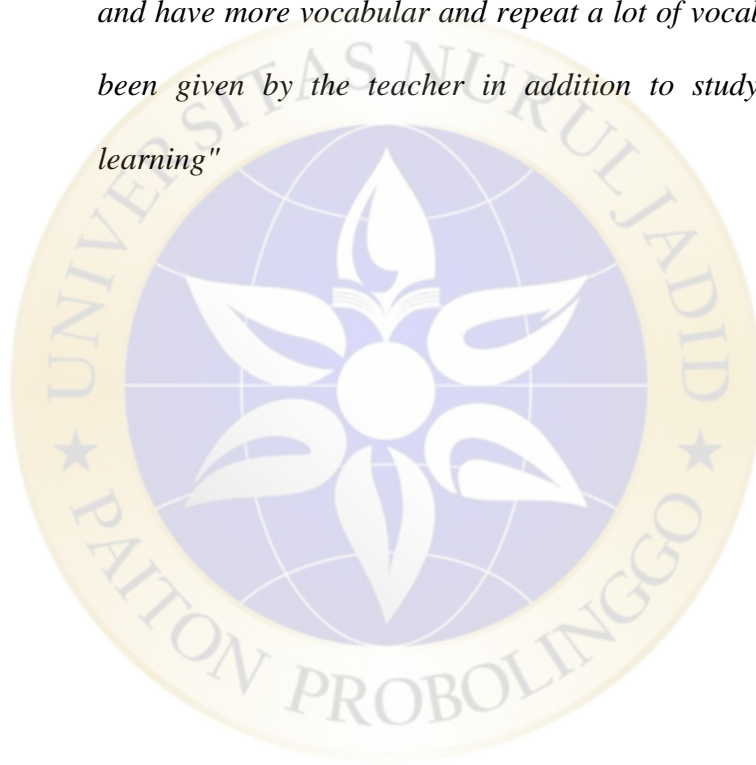 and have more vocabular and repeat a lot of
been given by the teacher in addition to
learning"
UNIVERSITAS NURUL JADID
PAITON PROBOLINGGO